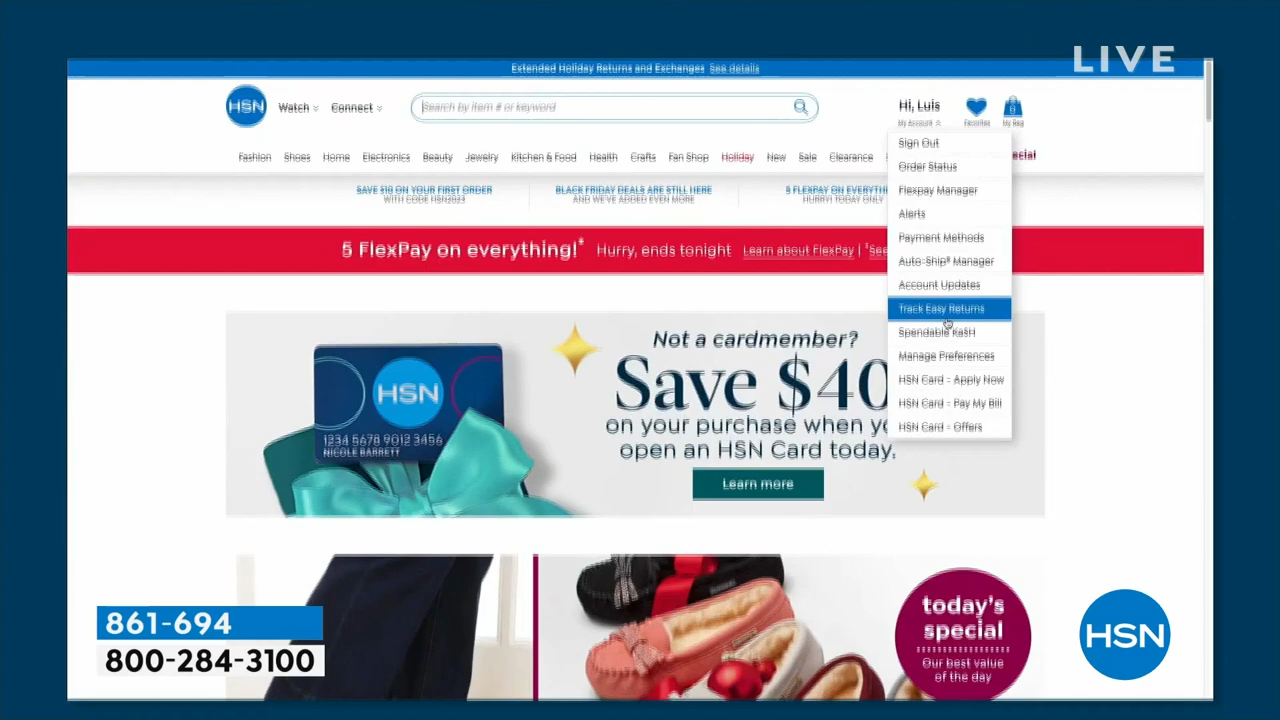 LIVE
Extended Holiday Returns and Exchanges See details
HSN
Watch
Connect
Search by item # or keyword
Hi, Luis
My Account
Favorites
My Bag
Fashion Shoes Home Electronics Beauty Jewelry Kitchen & Food Health Crafts Fan Shop Holiday New Sale Clearance
SAVE $10 ON YOUR FIRST ORDER
WITH CODE HSN2023
BLACK FRIDAY DEALS ARE STILL HERE
AND WE'VE ADDED EVEN MORE
5 FLEXPAY ON EVERYTH
HURRY! TODAY ONLY
5 FlexPay on everything!* Hurry, ends tonight Learn about FlexPay | †See
Sign Out
Order Status
Flexpay Manager
Alerts
Payment Methods
Auto-Ship® Manager
Account Updates
Track Easy Returns
Spendable Ka$H
Manage Preferences
HSN Card - Apply Now
HSN Card - Pay My Bill
HSN Card - Offers
Not a cardmember?
Save $40
on your purchase when yo
open an HSN Card today.
Learn more
HSN
1234 5678 9012 3456
NICOLE BARRETT
today's
special
Our best value
of the day
861-694
800-284-3100
HSN